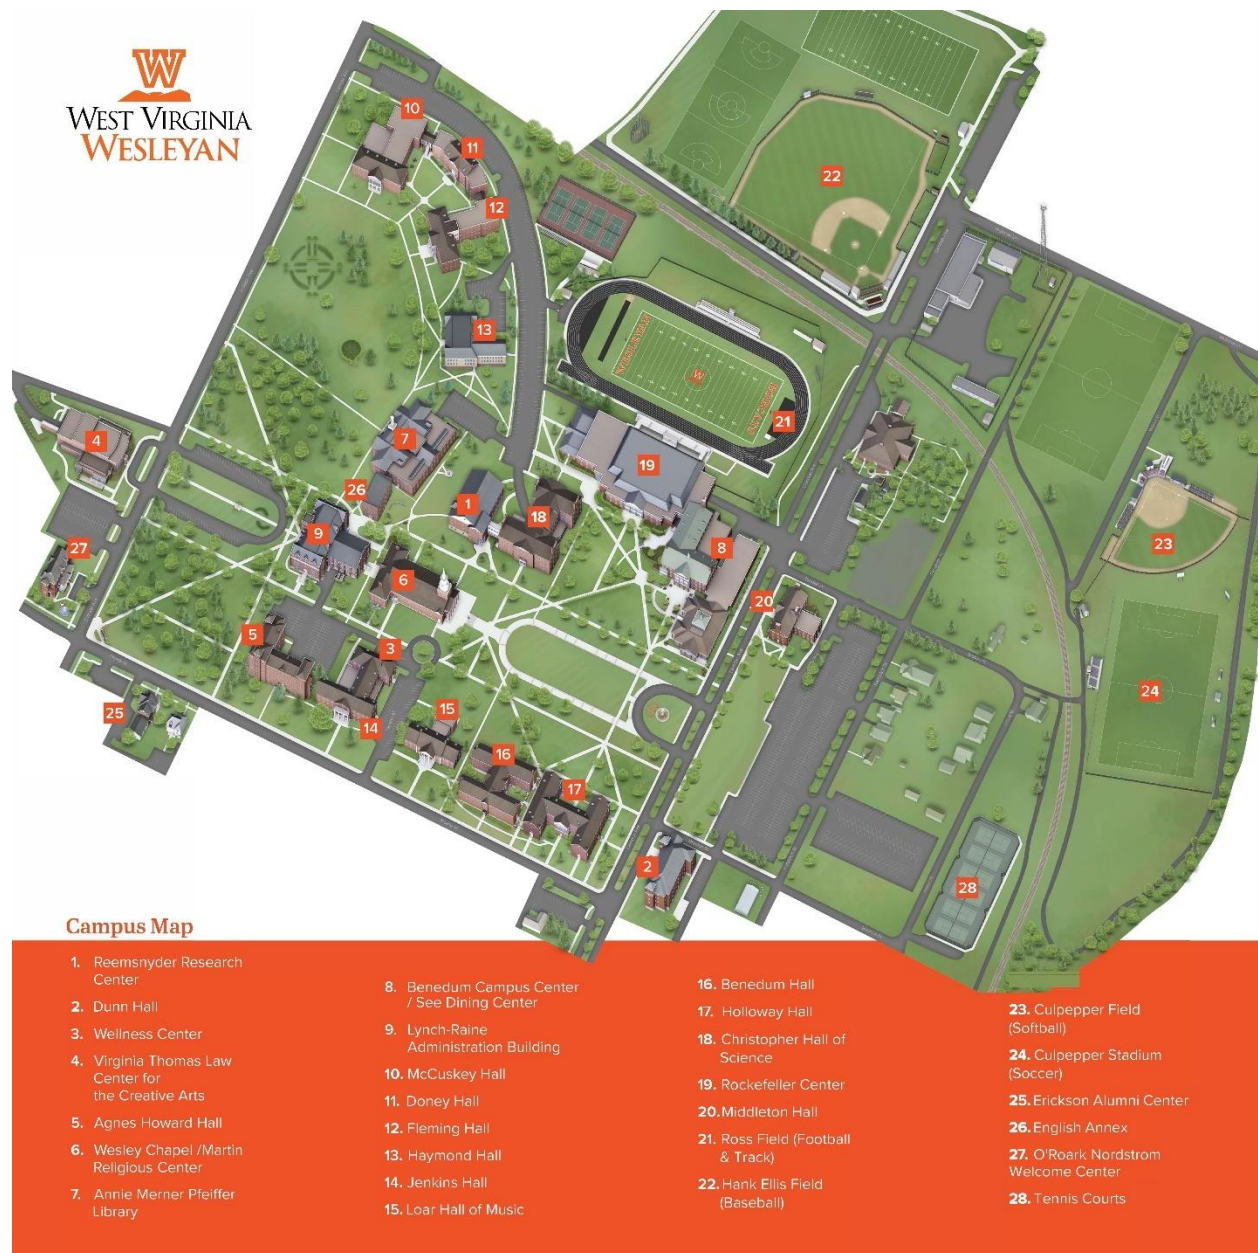 W
WEST VIRGINIA
WESLEYAN
10
11
12
22
13
21
4
7
19
26
1
18
23
27
9
8
6
20
5
3
24
25
14
15
16
17
2
28
W
Campus Map
1. Reemsnyder Research
Center
2. Dunn Hall
3. Wellness Center
4. Virginia Thomas Law
Center for
the Creative Arts
5. Agnes Howard Hall
6. Wesley Chapel /Martin
Religious Center
7. Annie Merner Pfeiffer
Library
8. Benedum Campus Center
/ See Dining Center
9. Lynch-Raine
Administration Building
10. McCuskey Hall
11. Doney Hall
12. Fleming Hall
13. Haymond Hall
14. Jenkins Hall
15. Loar Hall of Music
16. Benedum Hall
17. Holloway Hall
18. Christopher Hall of
Science
19. Rockefeller Center
20. Middleton Hall
21. Ross Field (Football
& Track)
22. Hank Ellis Field
(Baseball)
23. Culpepper Field
(Softball)
24. Culpepper Stadium
(Soccer)
25. Erickson Alumni Center
26. English Annex
27. O'Roark Nordstrom
Welcome Center
28. Tennis Courts